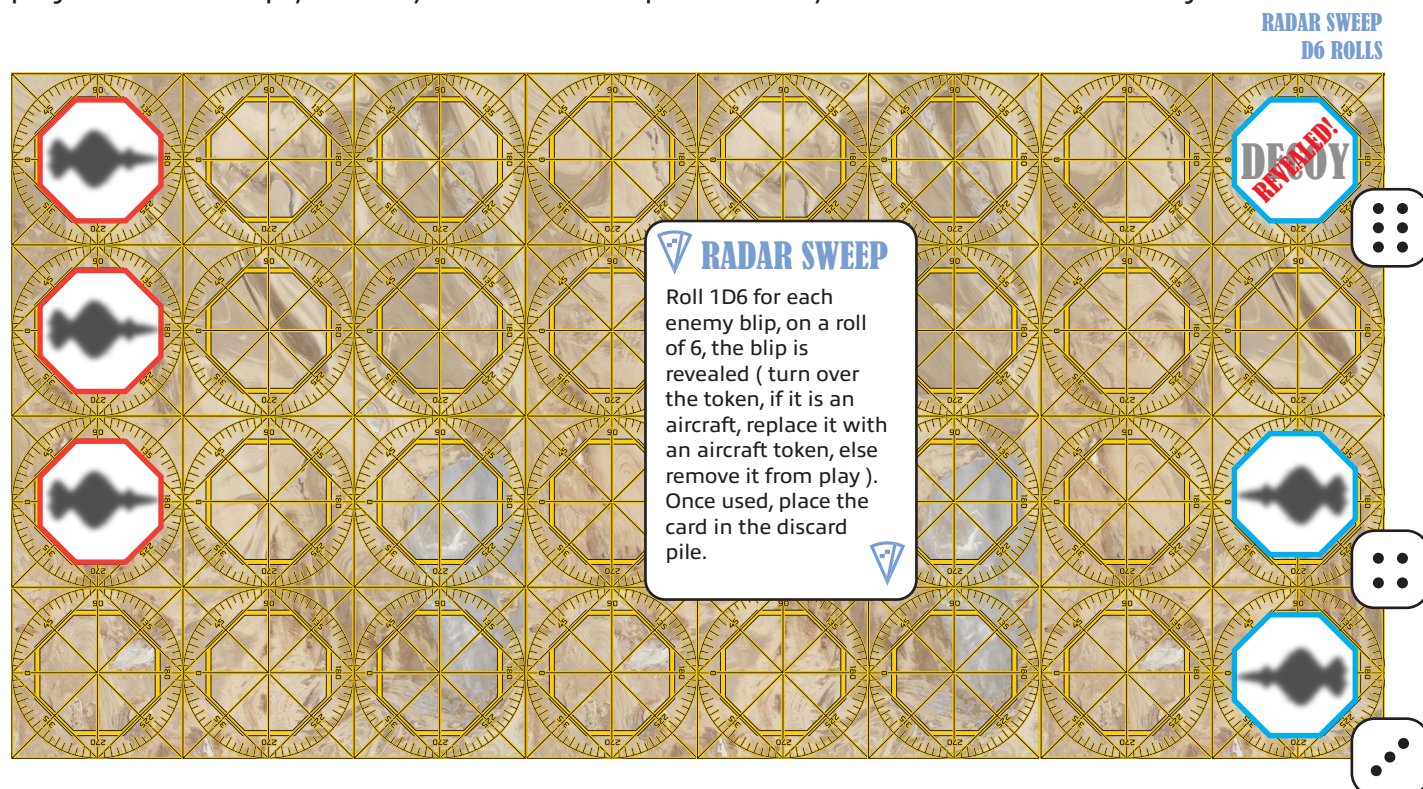 RADAR SWEEP
D6 ROLLS
DECOY
REVEALED!
RADAR SWEEP
Roll 1D6 for each
enemy blip, on a roll
of 6, the blip is
revealed ( turn over
the token, if it is an
aircraft, replace it with
an aircraft token, else
remove it from play ).
Once used, place the
card in the discard
pile.